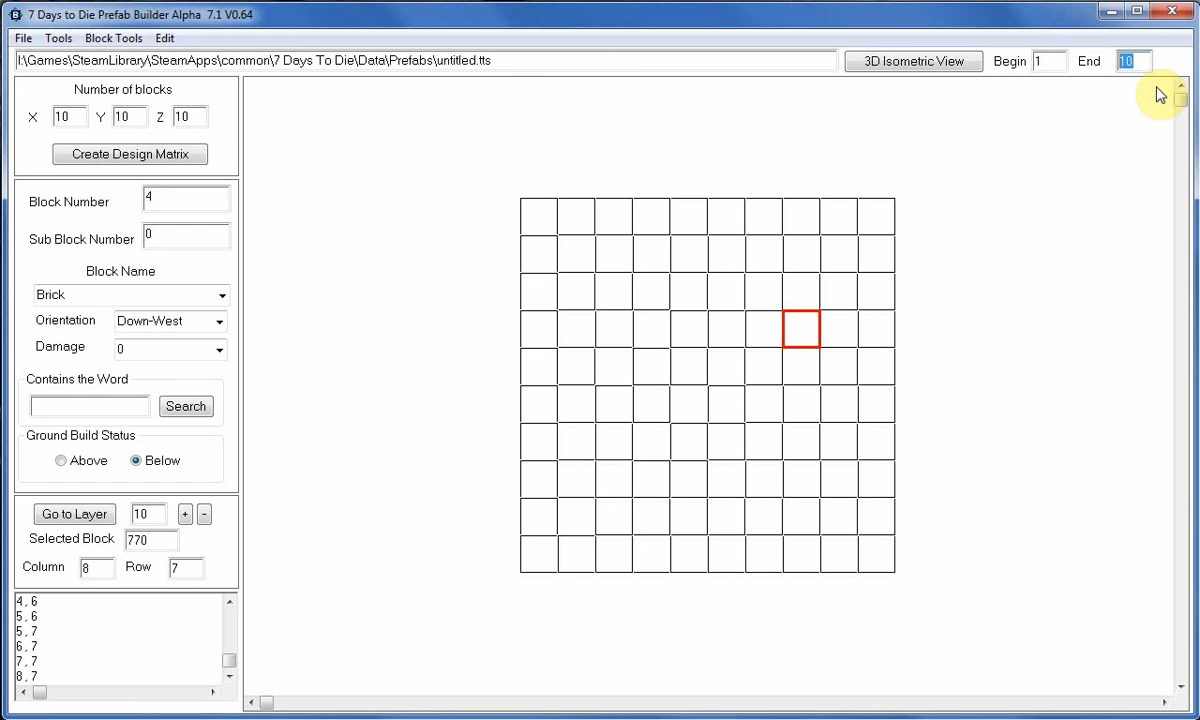 7 Days to Die Prefab Builder Alpha 7.1 V0.64
File Tools Block Tools Edit
I:\Games\SteamLibrary\SteamApps\common\7 Days To Die\Data\Prefabs\untitled.tts 3D Isometric View Begin 1 End 10
Number of blocks
X 10 Y 10 Z 10
Create Design Matrix
Block Number 4
Sub Block Number 0
Block Name
Brick
Orientation Down-West
Damage 0
Contains the Word
Search
Ground Build Status
Above Below
Go to Layer 10 + -
Selected Block 770
Column 8 Row 7
4,6
5,6
5,7
6,7
7,7
8,7